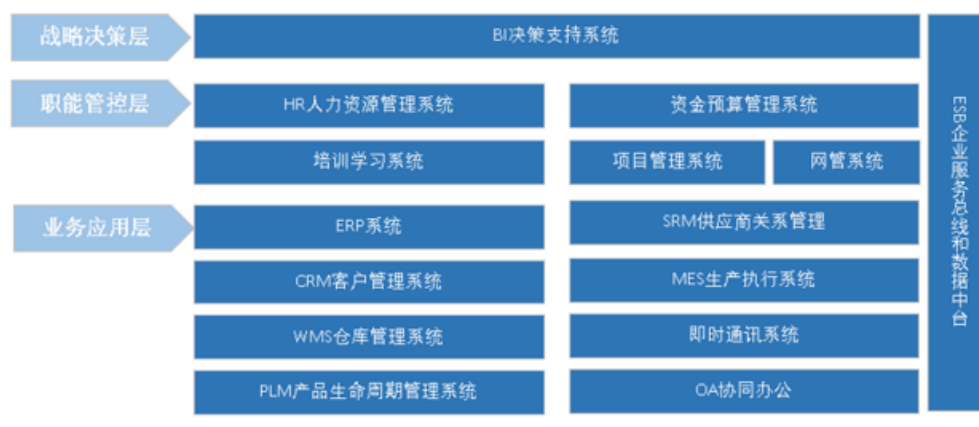 战略决策层
BI决策支持系统
职能管控层
HR人力资源管理系统
资金预算管理系统
培训学习系统
项目管理系统
网管系统
业务应用层
ERP系统
SRM供应商关系管理
CRM客户管理系统
MES生产执行系统
WMS仓库管理系统
即时通讯系统
PLM产品生命周期管理系统
OA协同办公
ESB企业服务总线和数据中台